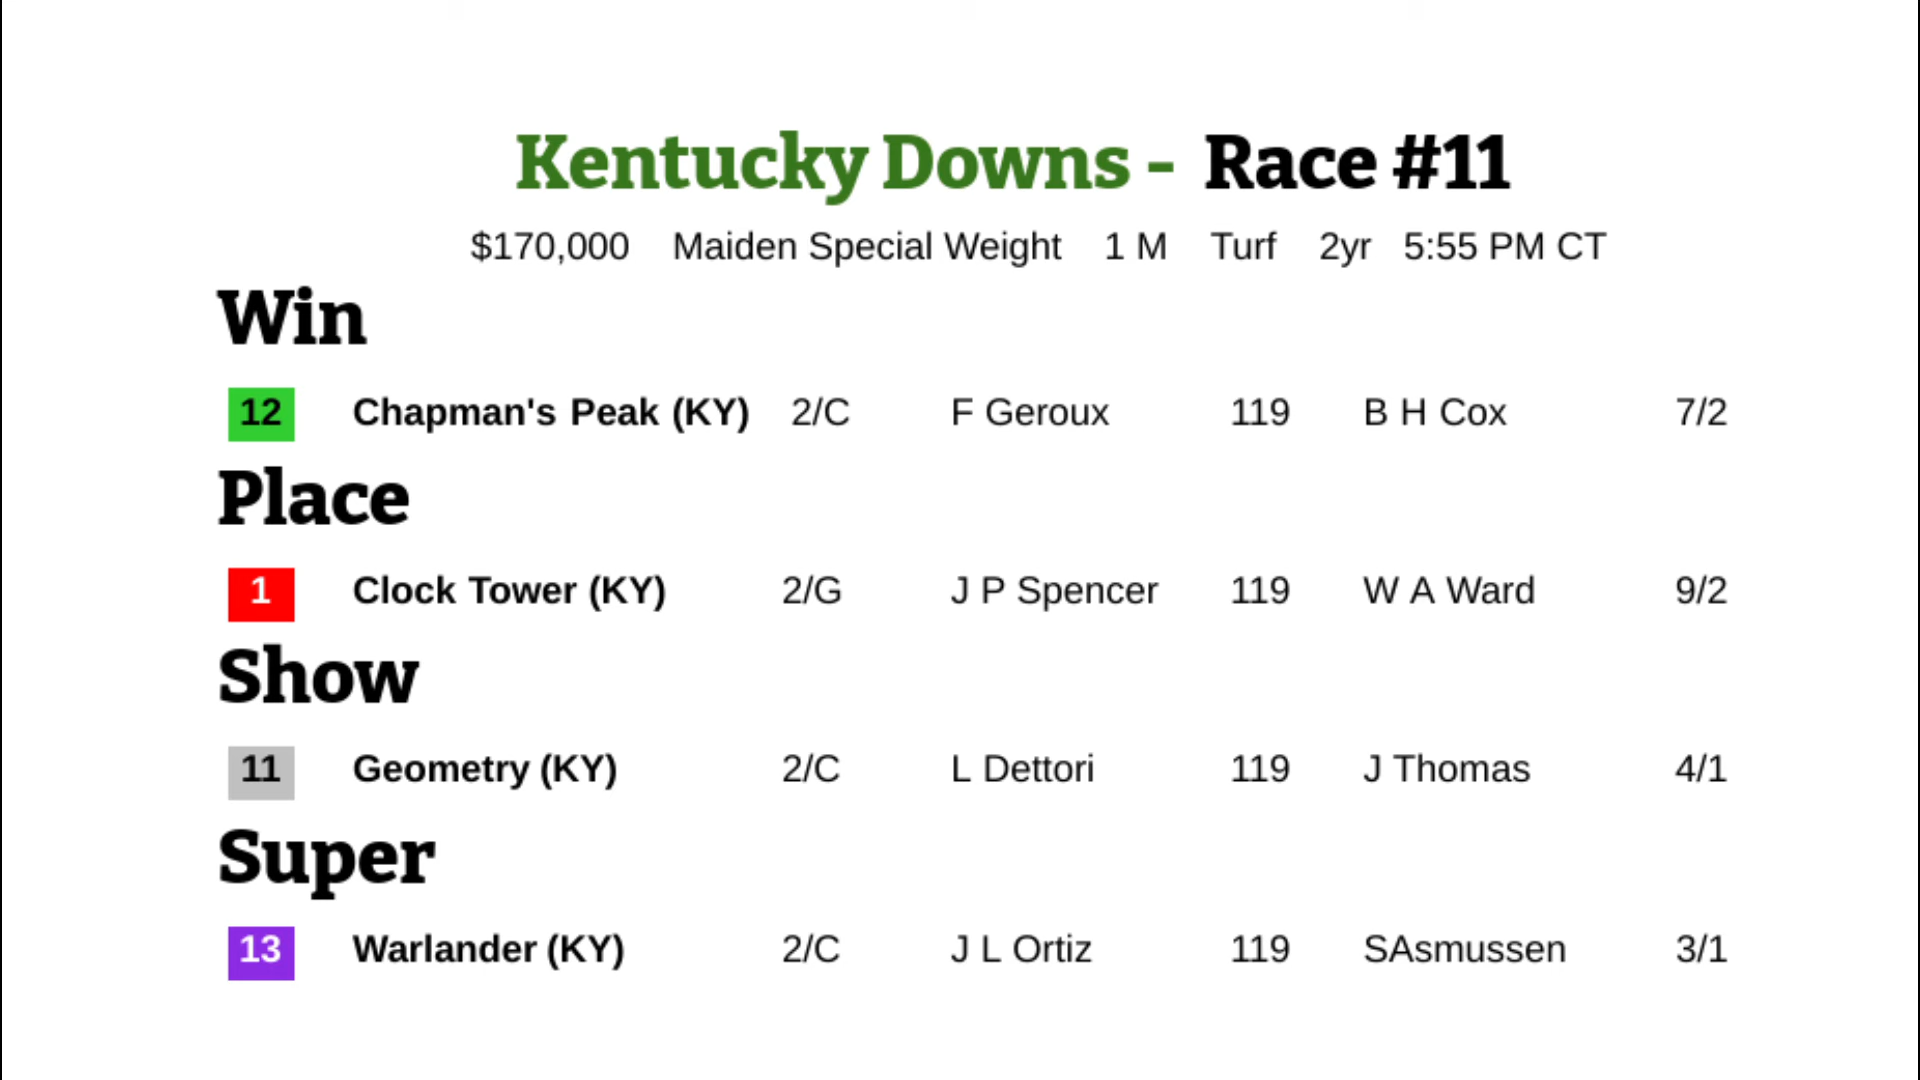 Kentucky Downs - Race #11
$170,000 Maiden Special Weight 1 M Turf 2yr 5:55 PM CT
Win
12 Chapman's Peak (KY) 2/C F Geroux 119 B H Cox 7/2
Place
1 Clock Tower (KY) 2/G J P Spencer 119 W A Ward 9/2
Show
11 Geometry (KY) 2/C L Dettori 119 J Thomas 4/1
Super
13 Warlander (KY) 2/C J L Ortiz 119 SAsmussen 3/1